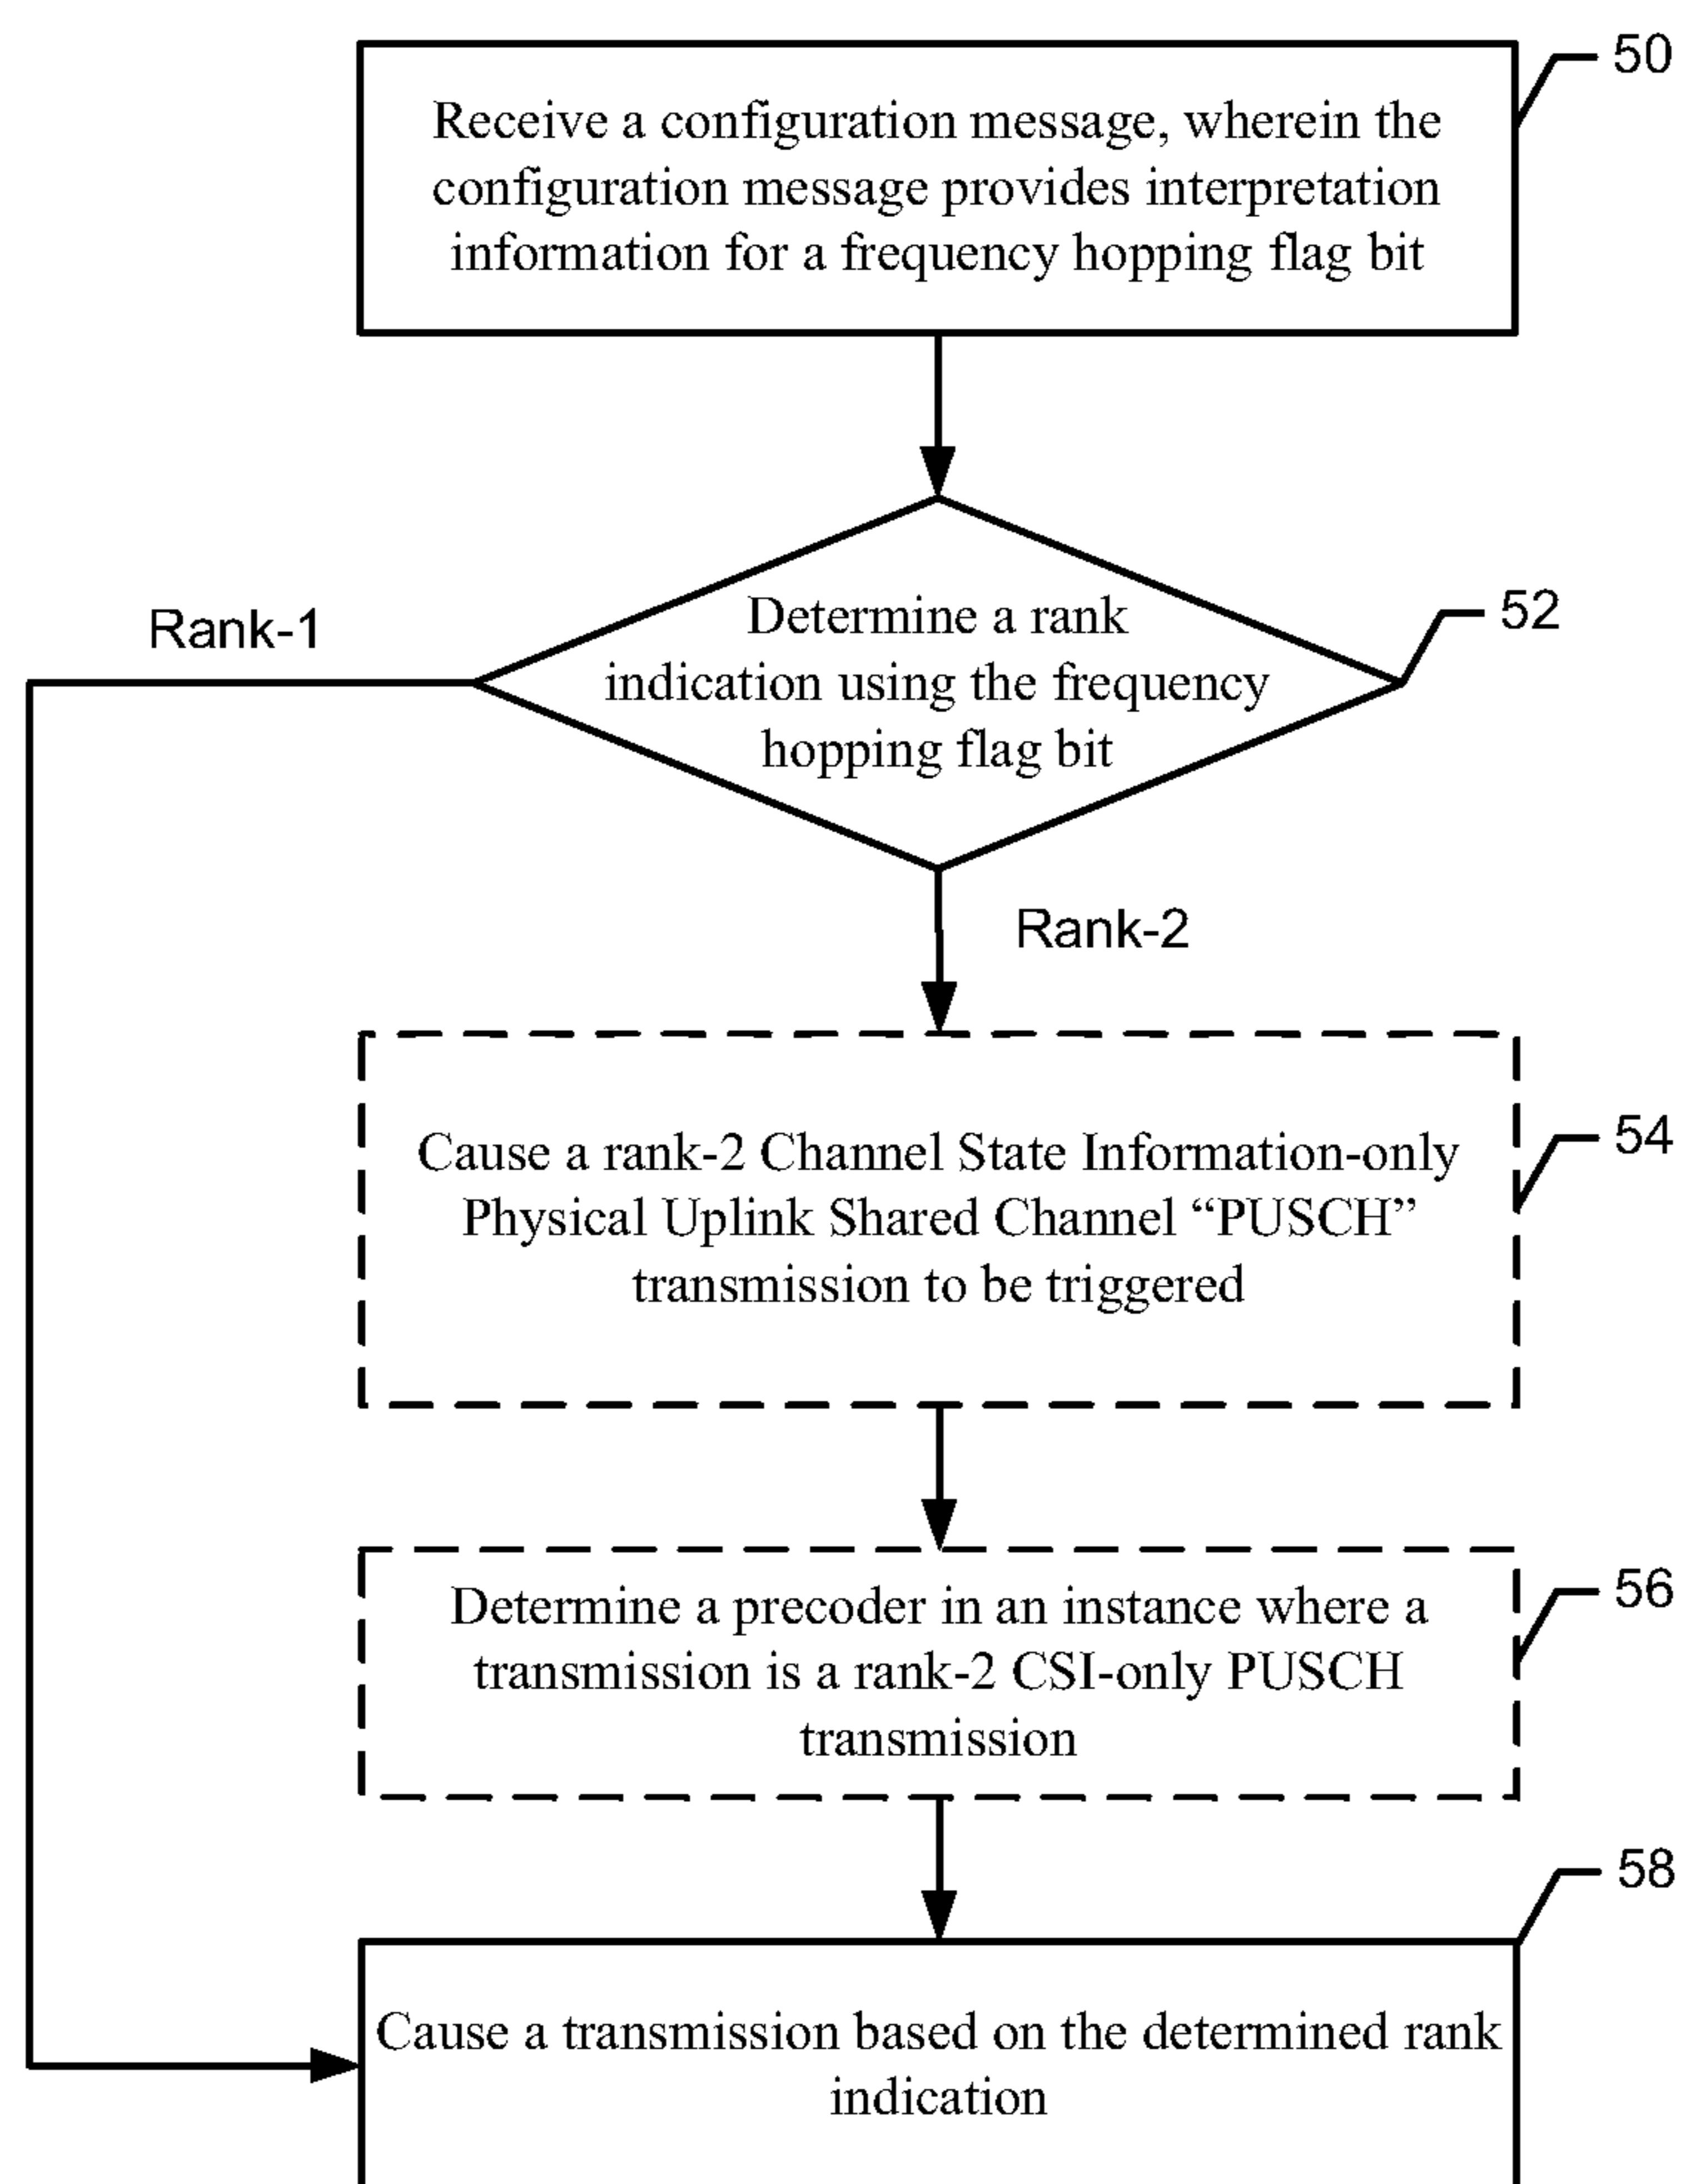 50
Receive a configuration message, wherein the
configuration message provides interpretation
information for a frequency hopping flag bit
Rank-1
52
Determine a rank
indication using the frequency
hopping flag bit
Rank-2
54
Cause a rank-2 Channel State Information-only
Physical Uplink Shared Channel “PUSCH”
transmission to be triggered
56
Determine a precoder in an instance where a
transmission is a rank-2 CSI-only PUSCH
transmission
58
Cause a transmission based on the determined rank
indication